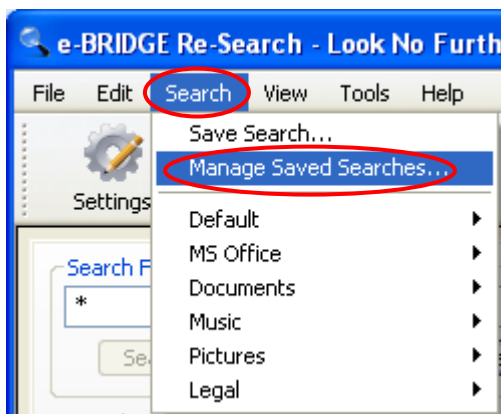 e-BRIDGE Re-Search - Look No Furth
File Edit Search View Tools Help
Save Search...
Manage Saved Searches...
Settings
Default
MS Office
Search F
Documents
*
Music
Sea
Pictures
Legal